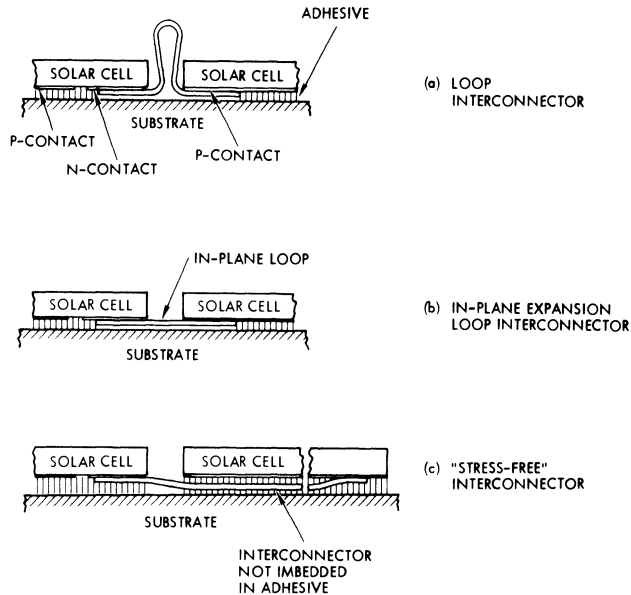 ADHESIVE
SOLAR CELL
SOLAR CELL
(a) LOOP
INTERCONNECTOR
SUBSTRATE
P-CONTACT
P-CONTACT
N-CONTACT
IN-PLANE LOOP
SOLAR CELL
SOLAR CELL
(b) IN-PLANE EXPANSION
LOOP INTERCONNECTOR
SUBSTRATE
SOLAR CELL
SOLAR CELL
(c) "STRESS-FREE"
INTERCONNECTOR
SUBSTRATE
INTERCONNECTOR
NOT IMBEDDED
IN ADHESIVE